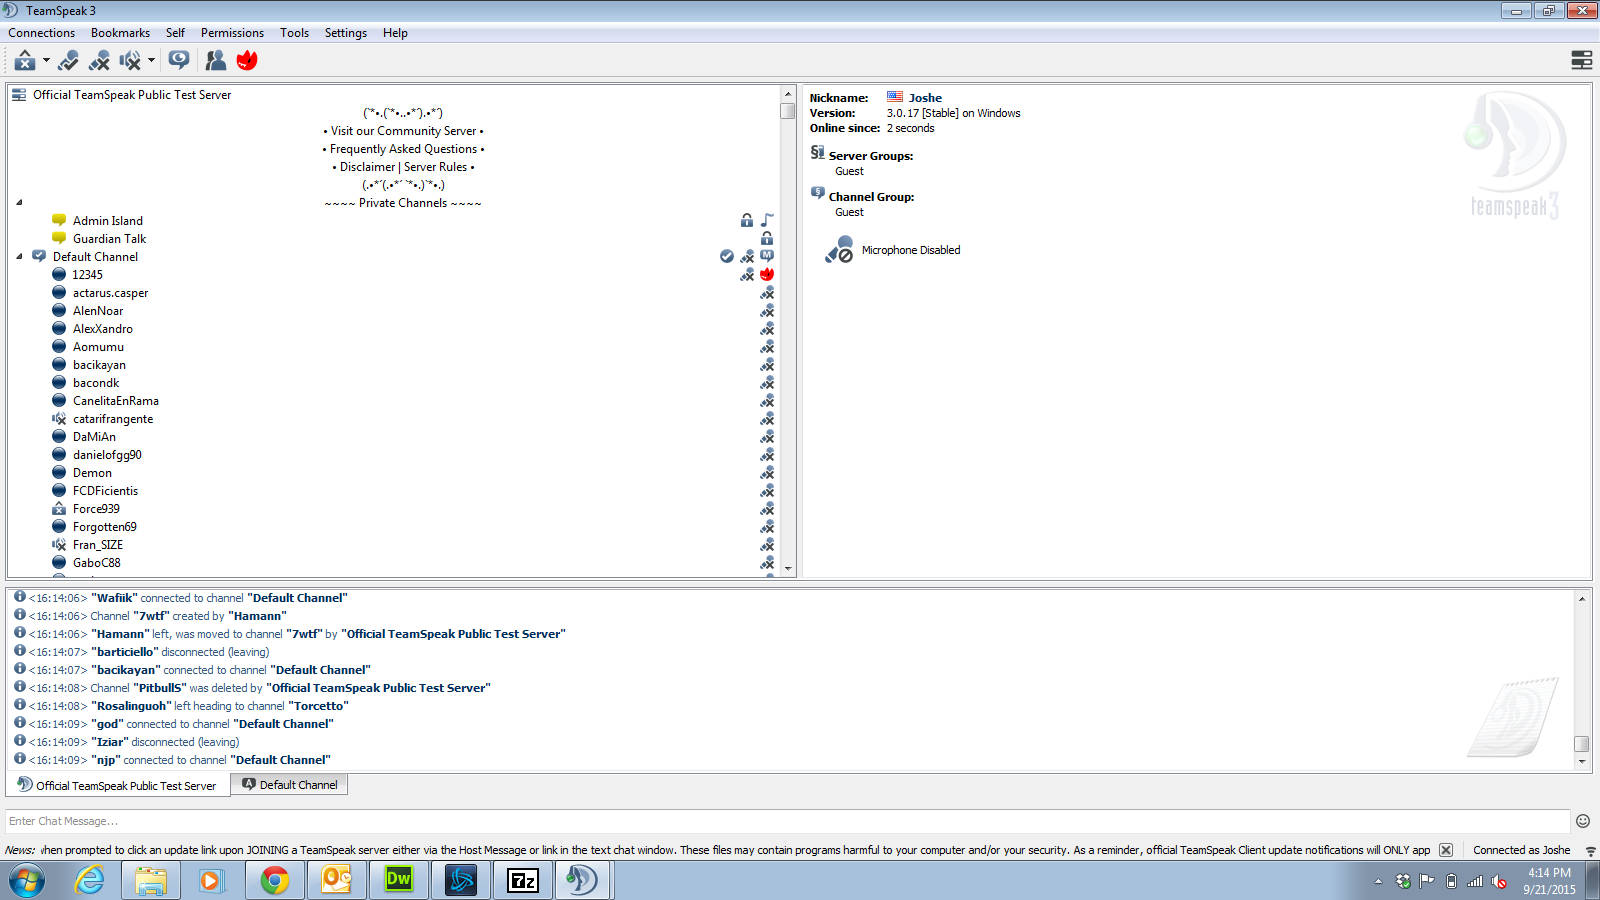 TeamSpeak 3
Connections Bookmarks Self Permissions Tools Settings Help
Official TeamSpeak Public Test Server
(`*•.(`*•..•*´).•*´)
• Visit our Community Server •
• Frequently Asked Questions •
• Disclaimer | Server Rules •
(.•*´(.•*´ `*•.)`*•.)
~~~~ Private Channels ~~~~
Admin Island
Guardian Talk
Default Channel
M
12345
actarus.casper
AlenNoar
AlexXandro
Aomumu
bacikayan
bacondk
CanelitaEnRama
catarifrangente
DaMiAn
danielofgg90
Demon
FCDFicientis
Force939
Forgotten69
Fran_SIZE
GaboC88
Nickname: Joshe
Version: 3.0.17 [Stable] on Windows
Online since: 2 seconds
Server Groups:
Guest
Channel Group:
Guest
Microphone Disabled
teamspeak3
<16:14:06> "Wafiik" connected to channel "Default Channel"
<16:14:06> Channel "7wtf" created by "Hamann"
<16:14:06> "Hamann" left, was moved to channel "7wtf" by "Official TeamSpeak Public Test Server"
<16:14:07> "barticiello" disconnected (leaving)
<16:14:07> "bacikayan" connected to channel "Default Channel"
<16:14:08> Channel "PitbullS" was deleted by "Official TeamSpeak Public Test Server"
<16:14:08> "Rosalinguoh" left heading to channel "Torcetto"
<16:14:09> "god" connected to channel "Default Channel"
<16:14:09> "Iziar" disconnected (leaving)
<16:14:09> "njp" connected to channel "Default Channel"
Official TeamSpeak Public Test Server Default Channel
Enter Chat Message...
News: when prompted to click an update link upon JOINING a TeamSpeak server either via the Host Message or link in the text chat window. These files may contain programs harmful to your computer and/or your security. As a reminder, official TeamSpeak Client update notifications will ONLY app Connected as Joshe
Dw 7z
4:14 PM
9/21/2015